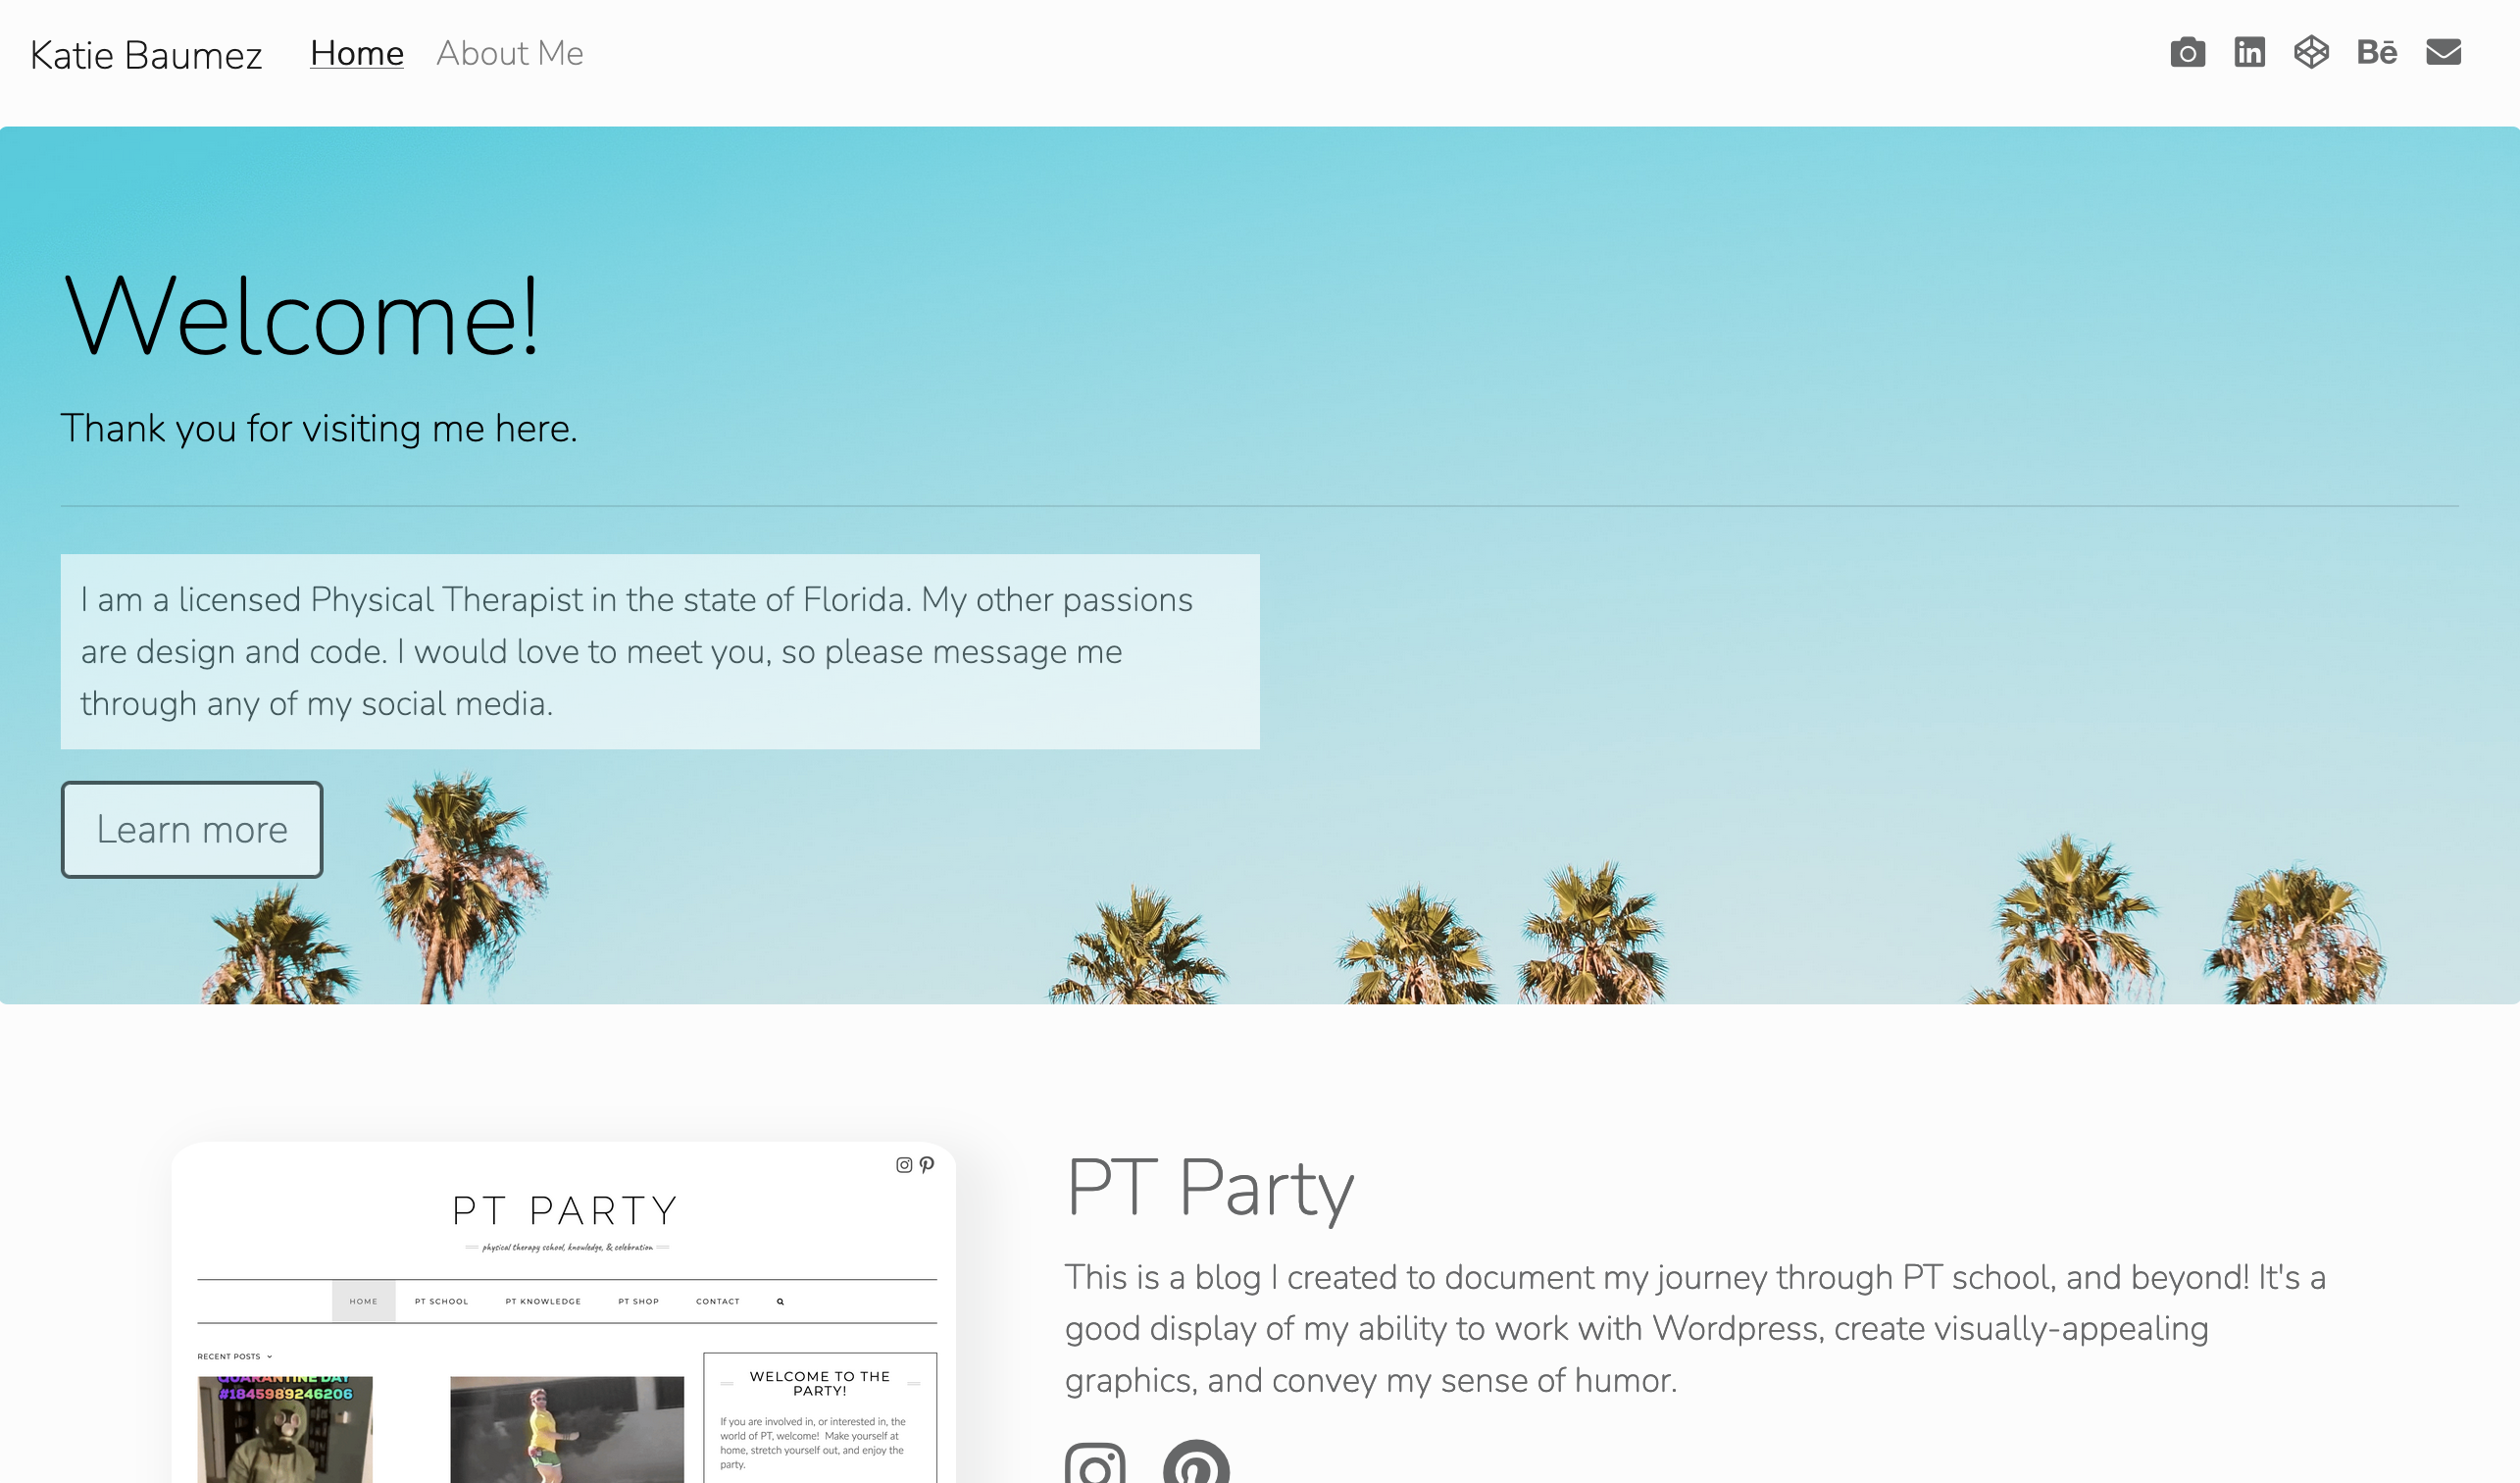 Katie Baumez Home About Me Bē
Welcome!
Thank you for visiting me here.
I am a licensed Physical Therapist in the state of Florida. My other passions
are design and code. I would love to meet you, so please message me
through any of my social media.
Learn more
PT PARTY
physical therapy school, knowledge, & celebration
HOME PT SCHOOL PT KNOWLEDGE PT SHOP CONTACT
RECENT POSTS
QUARANTINE DAY
#1845989246206
WELCOME TO THE
PARTY!
If you are involved in, or interested in, the
world of PT, welcome! Make yourself at
home, stretch yourself out, and enjoy the
party.
PT Party
This is a blog I created to document my journey through PT school, and beyond! It's a
good display of my ability to work with Wordpress, create visually-appealing
graphics, and convey my sense of humor.